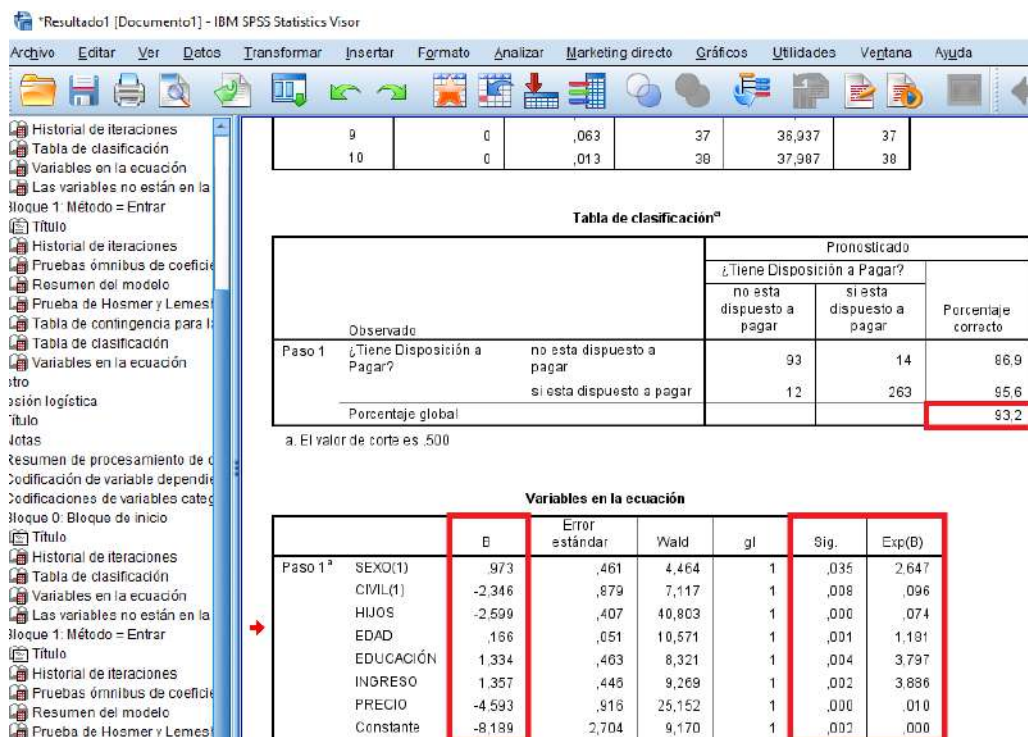 *Resultado1 [Documento1] - IBM SPSS Statistics Visor
Archivo Editar Ver Datos Transformar Insertar Formato Analizar Marketing directo Gráficos Utilidades Ventana Ayuda
Historial de iteraciones
Tabla de clasificación
Variables en la ecuación
Las variables no están en la
Bloque 1: Método = Entrar
Título
Historial de iteraciones
Pruebas ómnibus de coeficie
Resumen del modelo
Prueba de Hosmer y Lemes
Tabla de contingencia para l
Tabla de clasificación
Variables en la ecuación
stro
esión logística
Título
Notas
Resumen de procesamiento de c
Codificación de variable dependie
Codificaciones de variables categ
Bloque 0: Bloque de inicio
Título
Historial de iteraciones
Tabla de clasificación
Variables en la ecuación
Las variables no están en la
Bloque 1: Método = Entrar
Título
Historial de iteraciones
Pruebas ómnibus de coeficie
Resumen del modelo
Prueba de Hosmer y Lemes
9 0 ,063 37 36,937 37
10 0 ,013 38 37,987 38
Tabla de clasificación a
Pronosticado
¿Tiene Disposición a Pagar?
no esta dispuesto a pagar
si esta dispuesto a pagar
Porcentaje correcto
Observado
Paso 1 ¿Tiene Disposición a Pagar? no esta dispuesto a pagar 93 14 86,9
si esta dispuesto a pagar 12 263 95,6
Porcentaje global 93,2
a. El valor de corte es ,500
Variables en la ecuación
B Error estándar Wald gl Sig. Exp(B)
Paso 1 a SEXO(1) ,973 ,461 4,464 1 ,035 2,647
CIVIL(1) -2,346 ,879 7,117 1 ,008 ,096
HIJOS -2,599 ,407 40,803 1 ,000 ,074
EDAD ,166 ,051 10,571 1 ,001 1,181
EDUCACIÓN 1,334 ,463 8,321 1 ,004 3,797
INGRESO 1,357 ,446 9,269 1 ,002 3,886
PRECIO -4,593 ,916 25,152 1 ,000 ,010
Constante -8,189 2,704 9,170 1 ,002 ,000